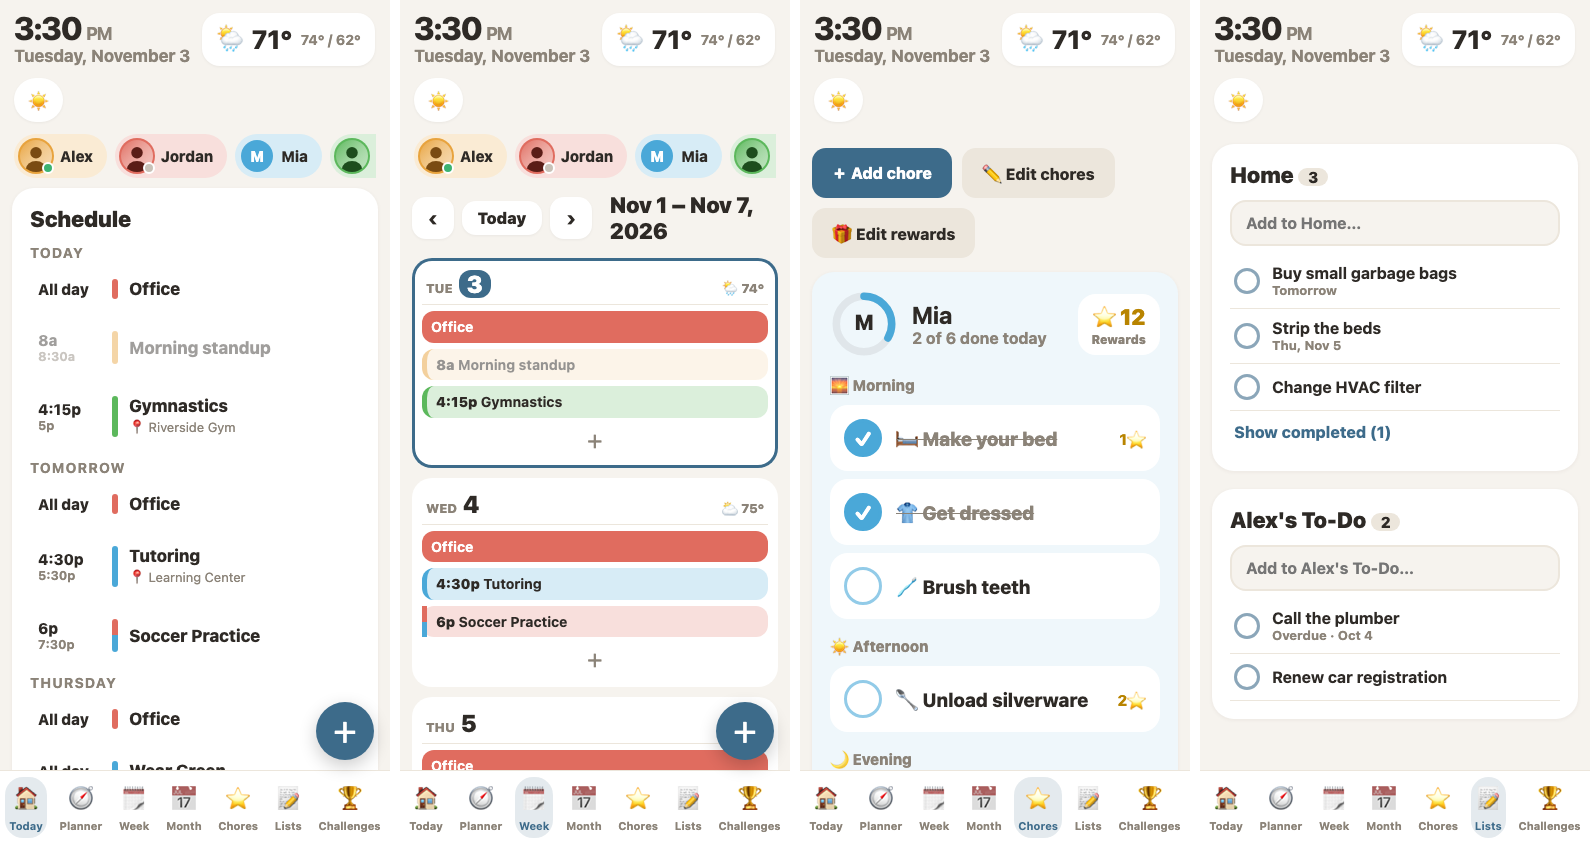 3:30 PM
Tuesday, November 3
71° 74° / 62°
Alex
Jordan
M Mia
Schedule
TODAY
All day Office
8a Morning standup
8:30a
4:15p Gymnastics
5p Riverside Gym
TOMORROW
All day Office
4:30p Tutoring
5:30p Learning Center
6p Soccer Practice
7:30p
THURSDAY
All day Office
All day Wear Green
+
Today Planner Week Month Chores Lists Challenges
17
3:30 PM
Tuesday, November 3
71° 74° / 62°
Alex
Jordan
M Mia
‹ Today › Nov 1 – Nov 7,
2026
TUE 3 74°
Office
8a Morning standup
4:15p Gymnastics
+
WED 4 75°
Office
4:30p Tutoring
6p Soccer Practice
+
THU 5
Office
+
Today Planner Week Month Chores Lists Challenges
17
3:30 PM
Tuesday, November 3
71° 74° / 62°
+ Add chore
Edit chores
Edit rewards
M Mia
2 of 6 done today
12
Rewards
Morning
Make your bed 1
Get dressed
Brush teeth
Afternoon
Unload silverware 2
Evening
Today Planner Week Month Chores Lists Challenges
17
3:30 PM
Tuesday, November 3
71° 74° / 62°
Home 3
Add to Home...
Buy small garbage bags
Tomorrow
Strip the beds
Thu, Nov 5
Change HVAC filter
Show completed (1)
Alex's To-Do 2
Add to Alex's To-Do...
Call the plumber
Overdue · Oct 4
Renew car registration
Today Planner Week Month Chores Lists Challenges
17